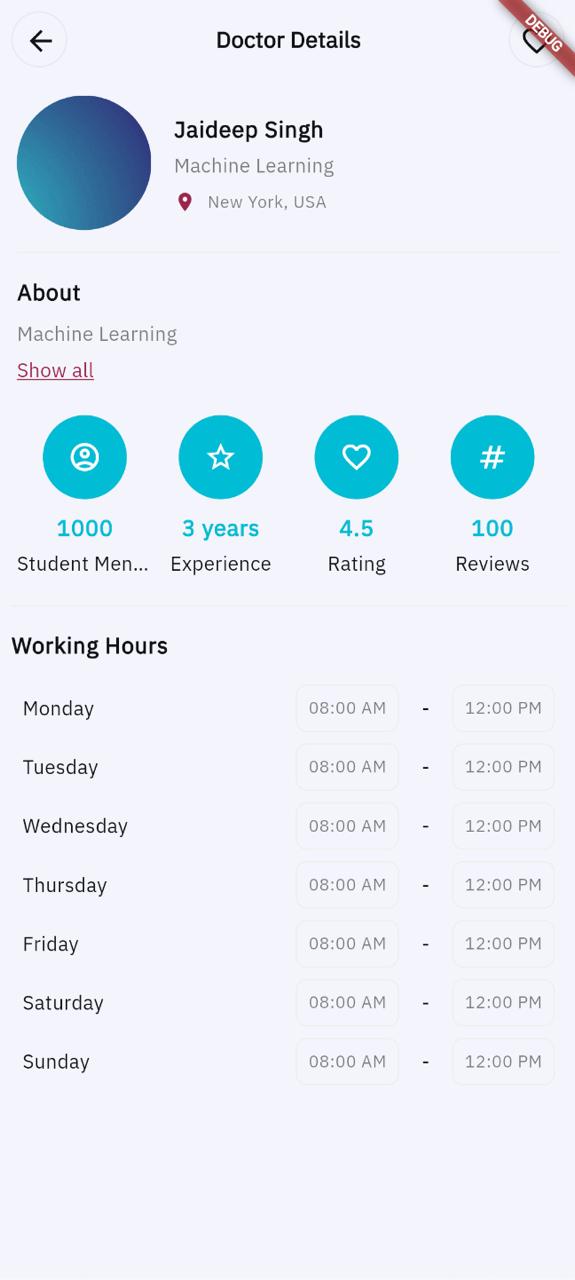 Doctor Details
DEBUG
Jaideep Singh
Machine Learning
New York, USA
About
Machine Learning
Show all
1000
3 years
4.5
100
Student Men...
Experience
Rating
Reviews
Working Hours
Monday 08:00 AM - 12:00 PM
Tuesday 08:00 AM - 12:00 PM
Wednesday 08:00 AM - 12:00 PM
Thursday 08:00 AM - 12:00 PM
Friday 08:00 AM - 12:00 PM
Saturday 08:00 AM - 12:00 PM
Sunday 08:00 AM - 12:00 PM